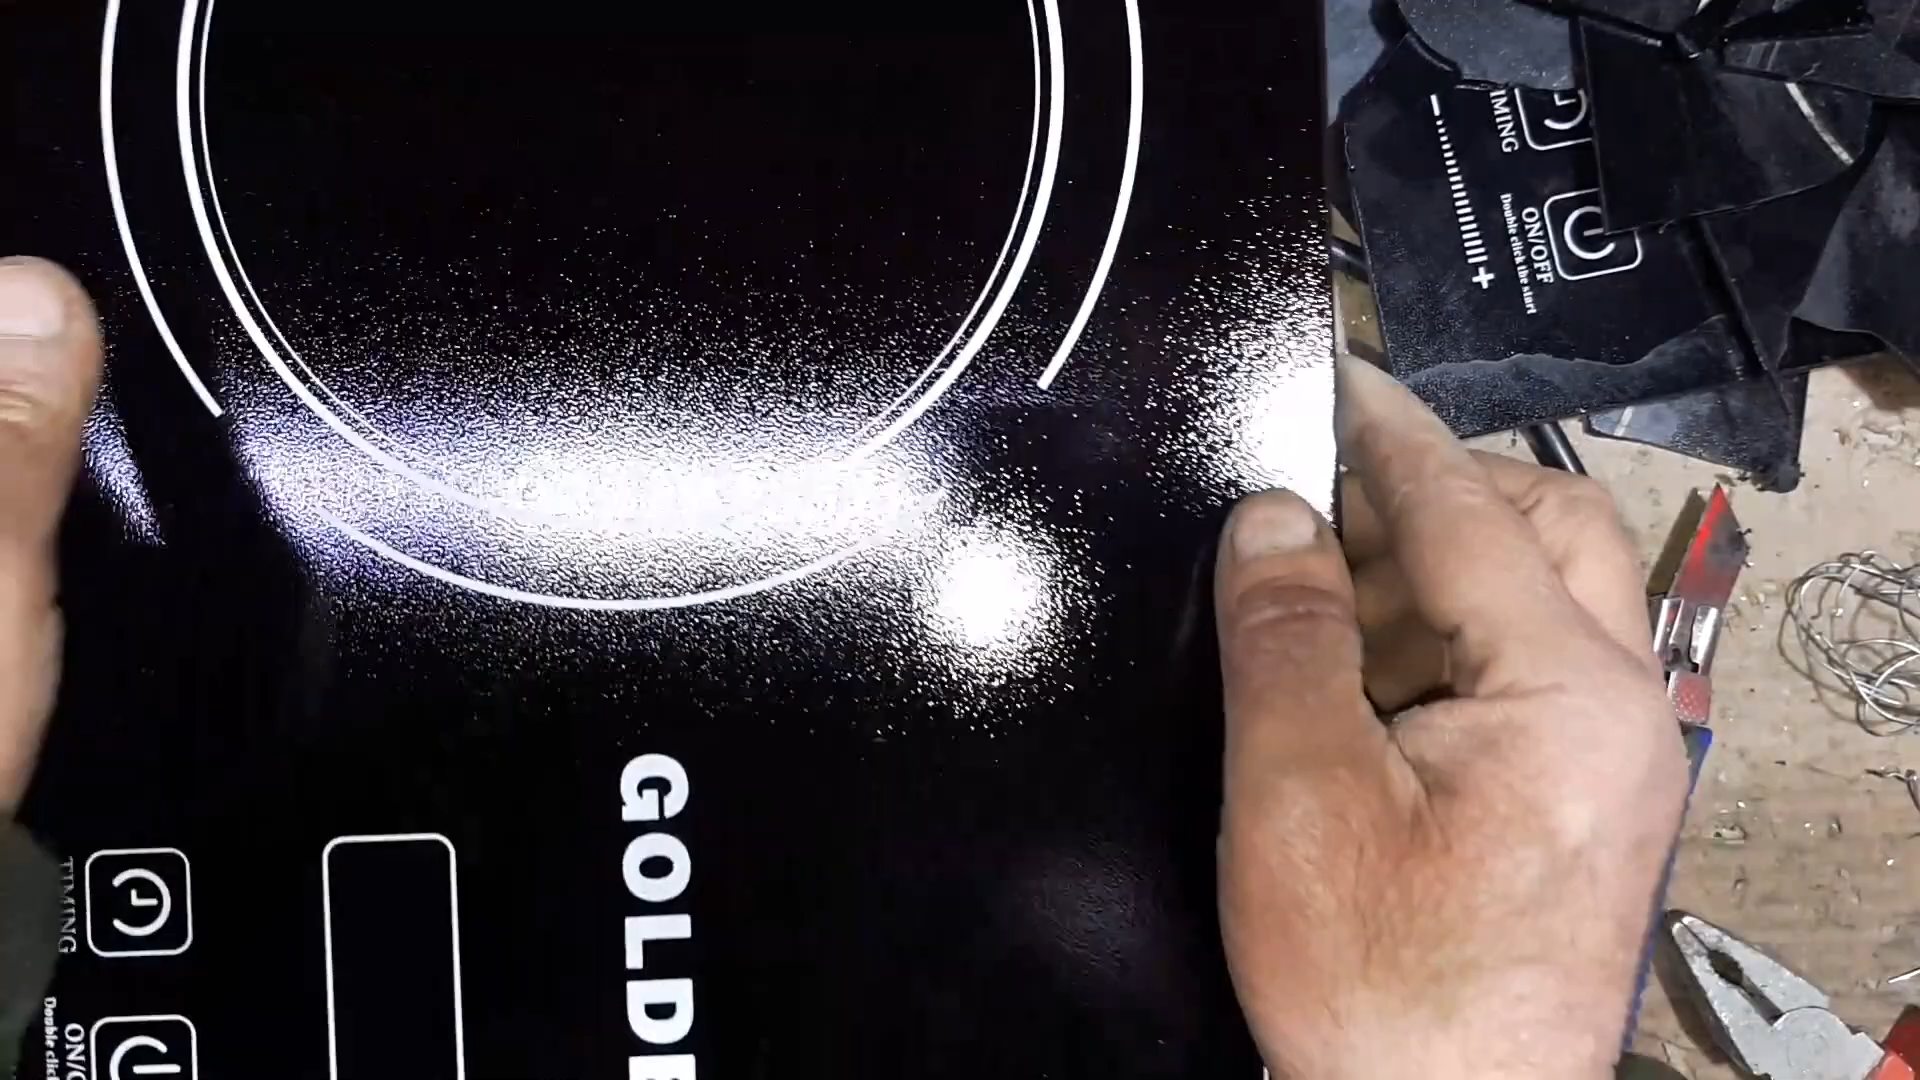 GOLDE
TIMING
ON/O
Double clic
IMING
ON/OFF
Double click the start
- +